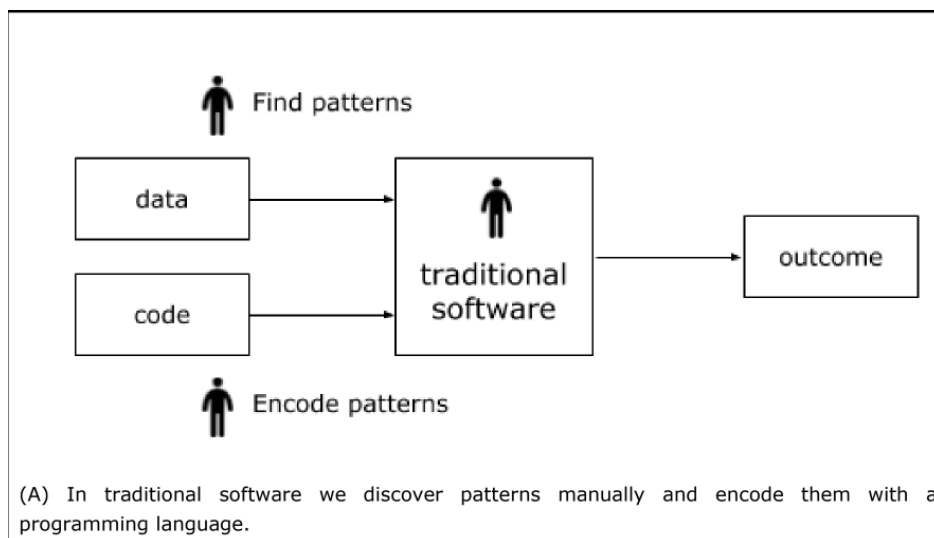 Find patterns
data
code
traditional
software
outcome
Encode patterns
(A) In traditional software we discover patterns manually and encode them with a
programming language.